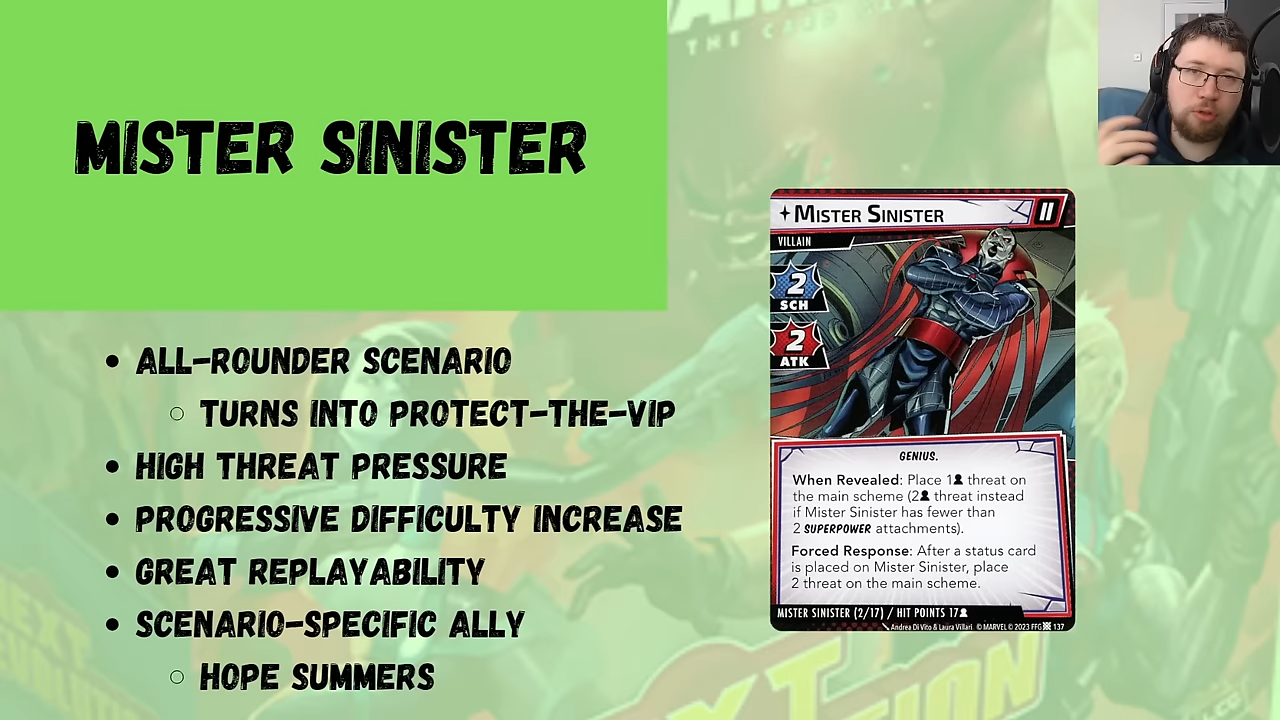 MISTER SINISTER
ALL-ROUNDER SCENARIO
TURNS INTO PROTECT-THE-VIP
HIGH THREAT PRESSURE
PROGRESSIVE DIFFICULTY INCREASE
GREAT REPLAYABILITY
SCENARIO-SPECIFIC ALLY
HOPE SUMMERS
MISTER SINISTER
II
VILLAIN
2
SCH
2
ATK
GENIUS.
When Revealed: Place 1 threat on
the main scheme (2 threat instead
if Mister Sinister has fewer than
2 SUPERPOWER attachments).
Forced Response: After a status card
is placed on Mister Sinister, place
2 threat on the main scheme.
MISTER SINISTER (2/17) / HIT POINTS 17
Andrea Di Vito & Laura Villari. © MARVEL © 2023 FFG 137
THE CARD
NEXT